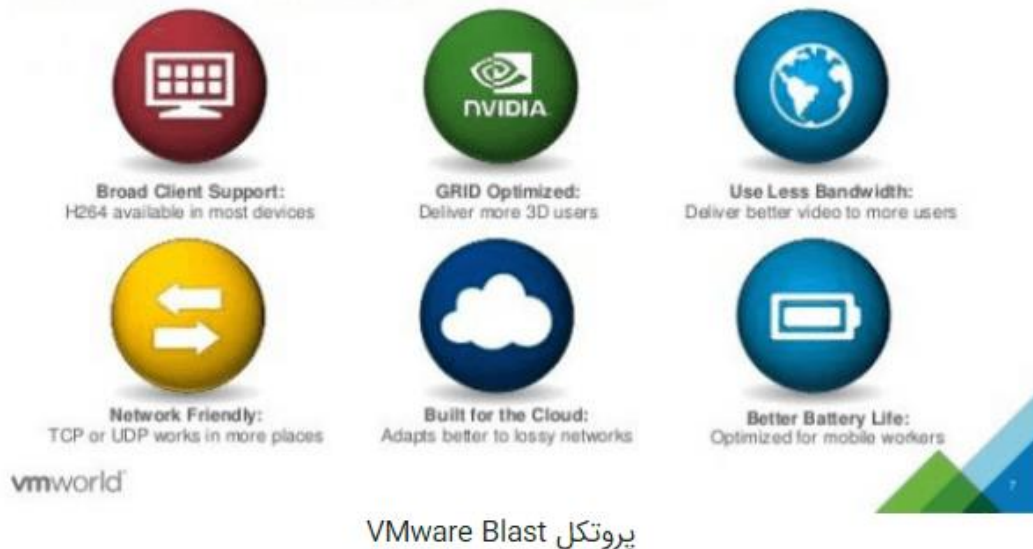 NVIDIA
Broad Client Support:
H264 available in most devices
GRID Optimized:
Deliver more 3D users
Use Less Bandwidth:
Deliver better video to more users
Network Friendly:
TCP or UDP works in more places
Built for the Cloud:
Adapts better to lossy networks
Better Battery Life:
Optimized for mobile workers
vmworld
7
پروتکل VMware Blast